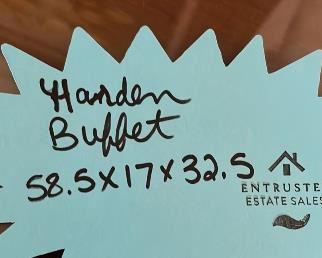 Harden
Buffet
58.5x17x32.5
ENTRUSTE
ESTATE SALES